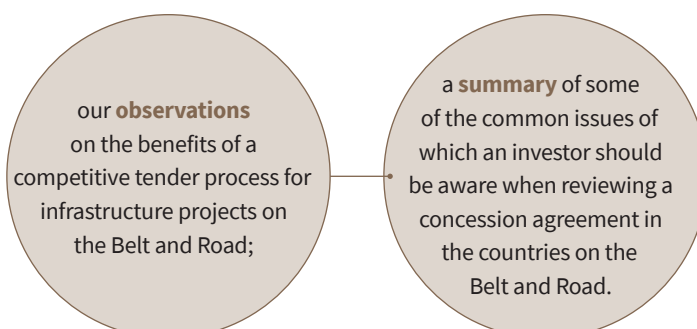 our observations
on the benefits of a
competitive tender process for
infrastructure projects on
the Belt and Road;
a summary of some
of the common issues of
which an investor should
be aware when reviewing a
concession agreement in
the countries on the
Belt and Road.